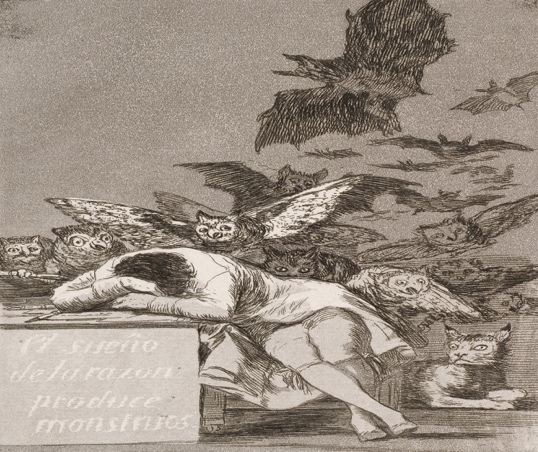 El sueño
de la razon
produce
monstruos